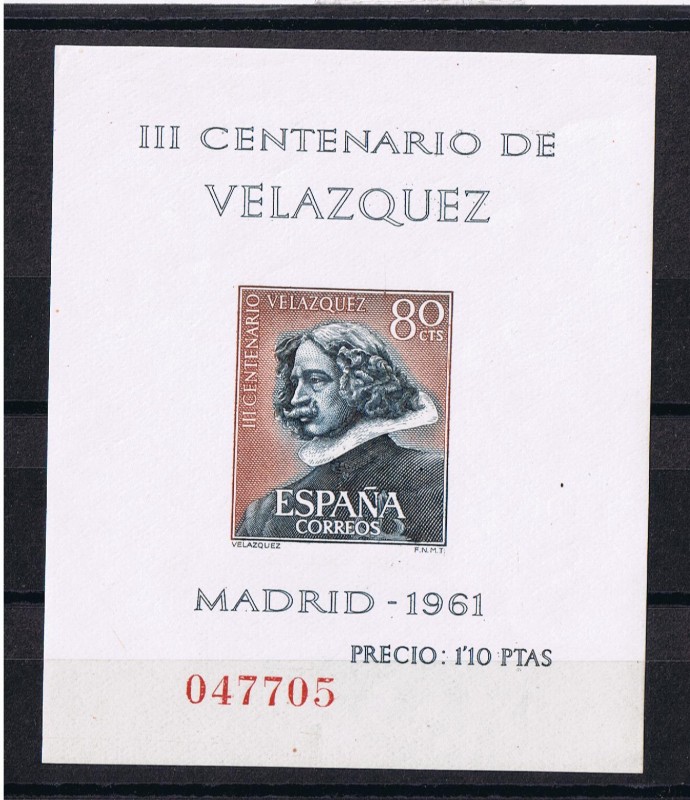 III CENTENARIO DE
VELAZQUEZ
III CENTENARIO VELAZQUEZ
80
CTS
ESPAÑA
CORREOS
VELAZQUEZ
F.N.M.T.
MADRID - 1961
PRECIO: 1'10 PTAS
047705